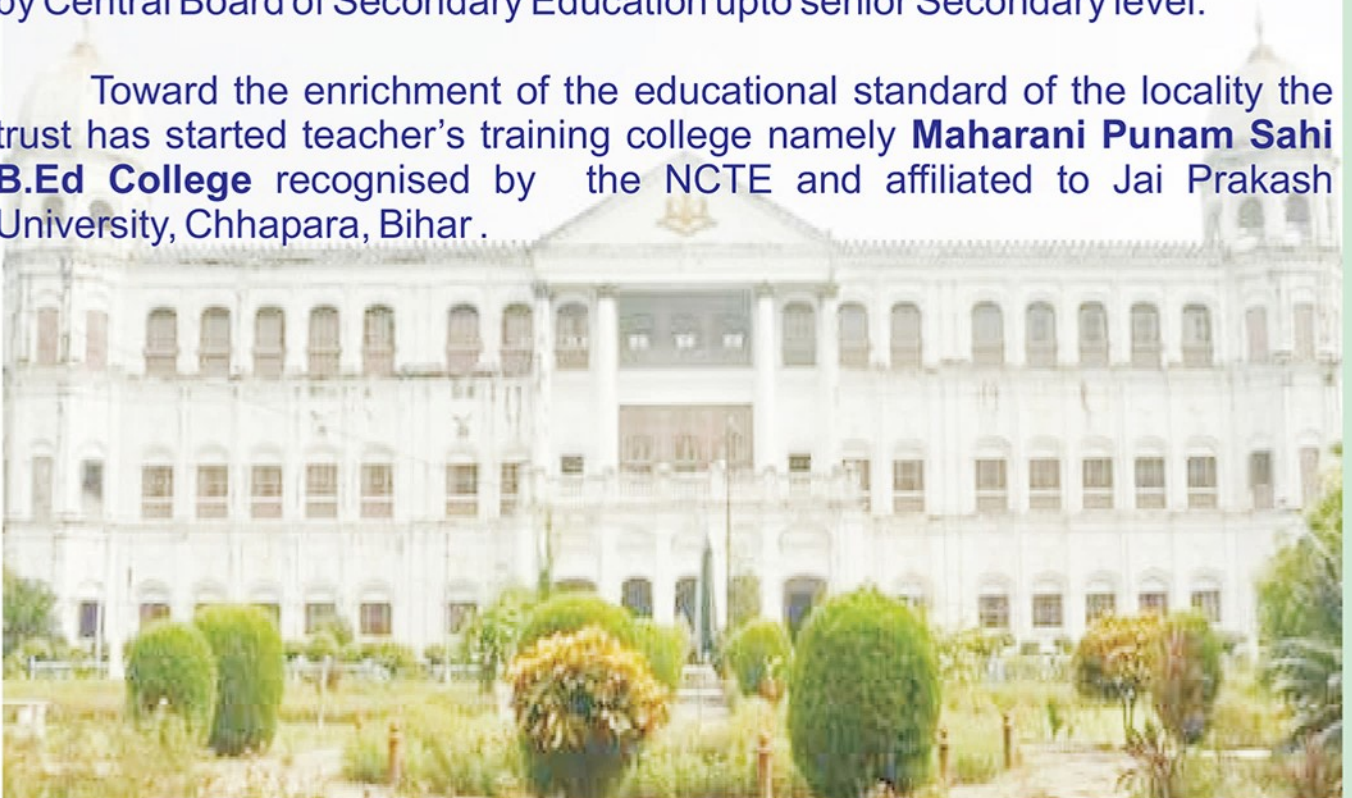 by Central Board of Secondary Education upto senior Secondary level.
Toward the enrichment of the educational standard of the locality the
trust has started teacher's training college namely Maharani Punam Sahi
B.Ed College recognised by the NCTE and affiliated to Jai Prakash
University, Chhapara, Bihar .